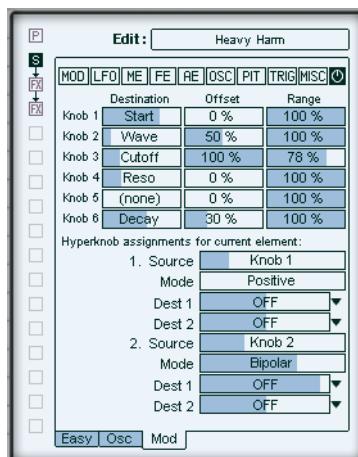 P Edit: Heavy Harm
S
FX MOD LFO ME FE AE OSC PIT TRIG MISC
FX Destination Offset Range
Knob 1 Start 0 % 100 %
Knob 2 Wave 50 % 100 %
Knob 3 Cutoff 100 % 78 %
Knob 4 Reso 0 % 100 %
Knob 5 (none) 0 % 100 %
Knob 6 Decay 30 % 100 %
Hyperknob assignments for current element:
1. Source Knob 1
Mode Positive
Dest 1 OFF
Dest 2 OFF
2. Source Knob 2
Mode Bipolar
Dest 1 OFF
Dest 2 OFF
Easy Osc Mod